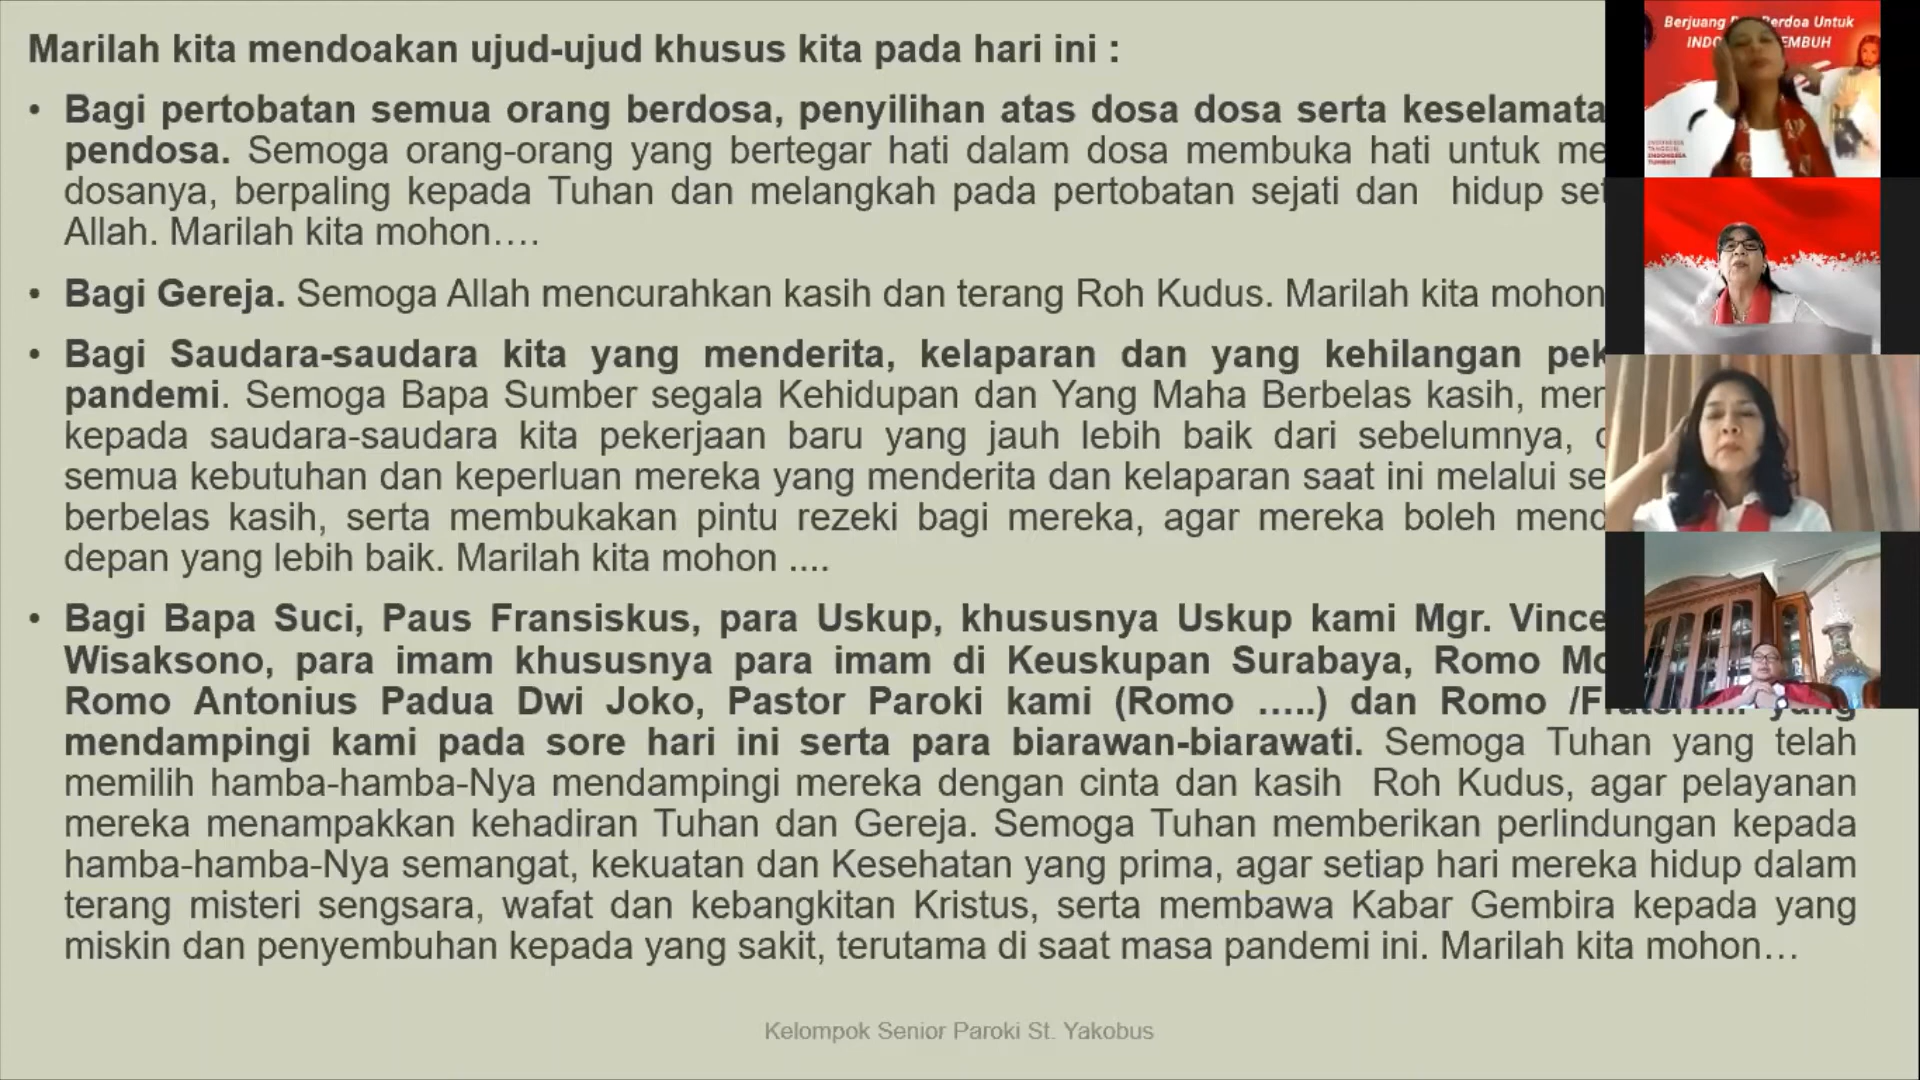 Marilah kita mendoakan ujud-ujud khusus kita pada hari ini :
• Bagi pertobatan semua orang berdosa, penyilihan atas dosa dosa serta
pendosa. Semoga orang-orang yang bertegar hati dalam dosa membuka hati untuk
dosanya, berpaling kepada Tuhan dan melangkah pada pertobatan sejati dan hidup
Allah. Marilah kita mohon….
• Bagi Gereja. Semoga Allah mencurahkan kasih dan terang Roh Kudus. Marilah kita mohon
• Bagi Saudara-saudara kita yang menderita, kelaparan dan yang kehilangan
pandemi. Semoga Bapa Sumber segala Kehidupan dan Yang Maha Berbelas kasih,
kepada saudara-saudara kita pekerjaan baru yang jauh lebih baik dari sebelumnya,
semua kebutuhan dan keperluan mereka yang menderita dan kelaparan saat ini melalui
berbelas kasih, serta membukakan pintu rezeki bagi mereka, agar mereka boleh
depan yang lebih baik. Marilah kita mohon ....
• Bagi Bapa Suci, Paus Fransiskus, para Uskup, khususnya Uskup kami Mgr.
Wisaksono, para imam khususnya para imam di Keuskupan Surabaya, Romo
Romo Antonius Padua Dwi Joko, Pastor Paroki kami (Romo …..) dan Romo yang
mendampingi kami pada sore hari ini serta para biarawan-biarawati. Semoga Tuhan yang telah
memilih hamba-hamba-Nya mendampingi mereka dengan cinta dan kasih Roh Kudus, agar pelayanan
mereka menampakkan kehadiran Tuhan dan Gereja. Semoga Tuhan memberikan perlindungan kepada
hamba-hamba-Nya semangat, kekuatan dan Kesehatan yang prima, agar setiap hari mereka hidup dalam
terang misteri sengsara, wafat dan kebangkitan Kristus, serta membawa Kabar Gembira kepada yang
miskin dan penyembuhan kepada yang sakit, terutama di saat masa pandemi ini. Marilah kita mohon…
Kelompok Senior Paroki St. Yakobus
Berjuang Berdoa Untuk